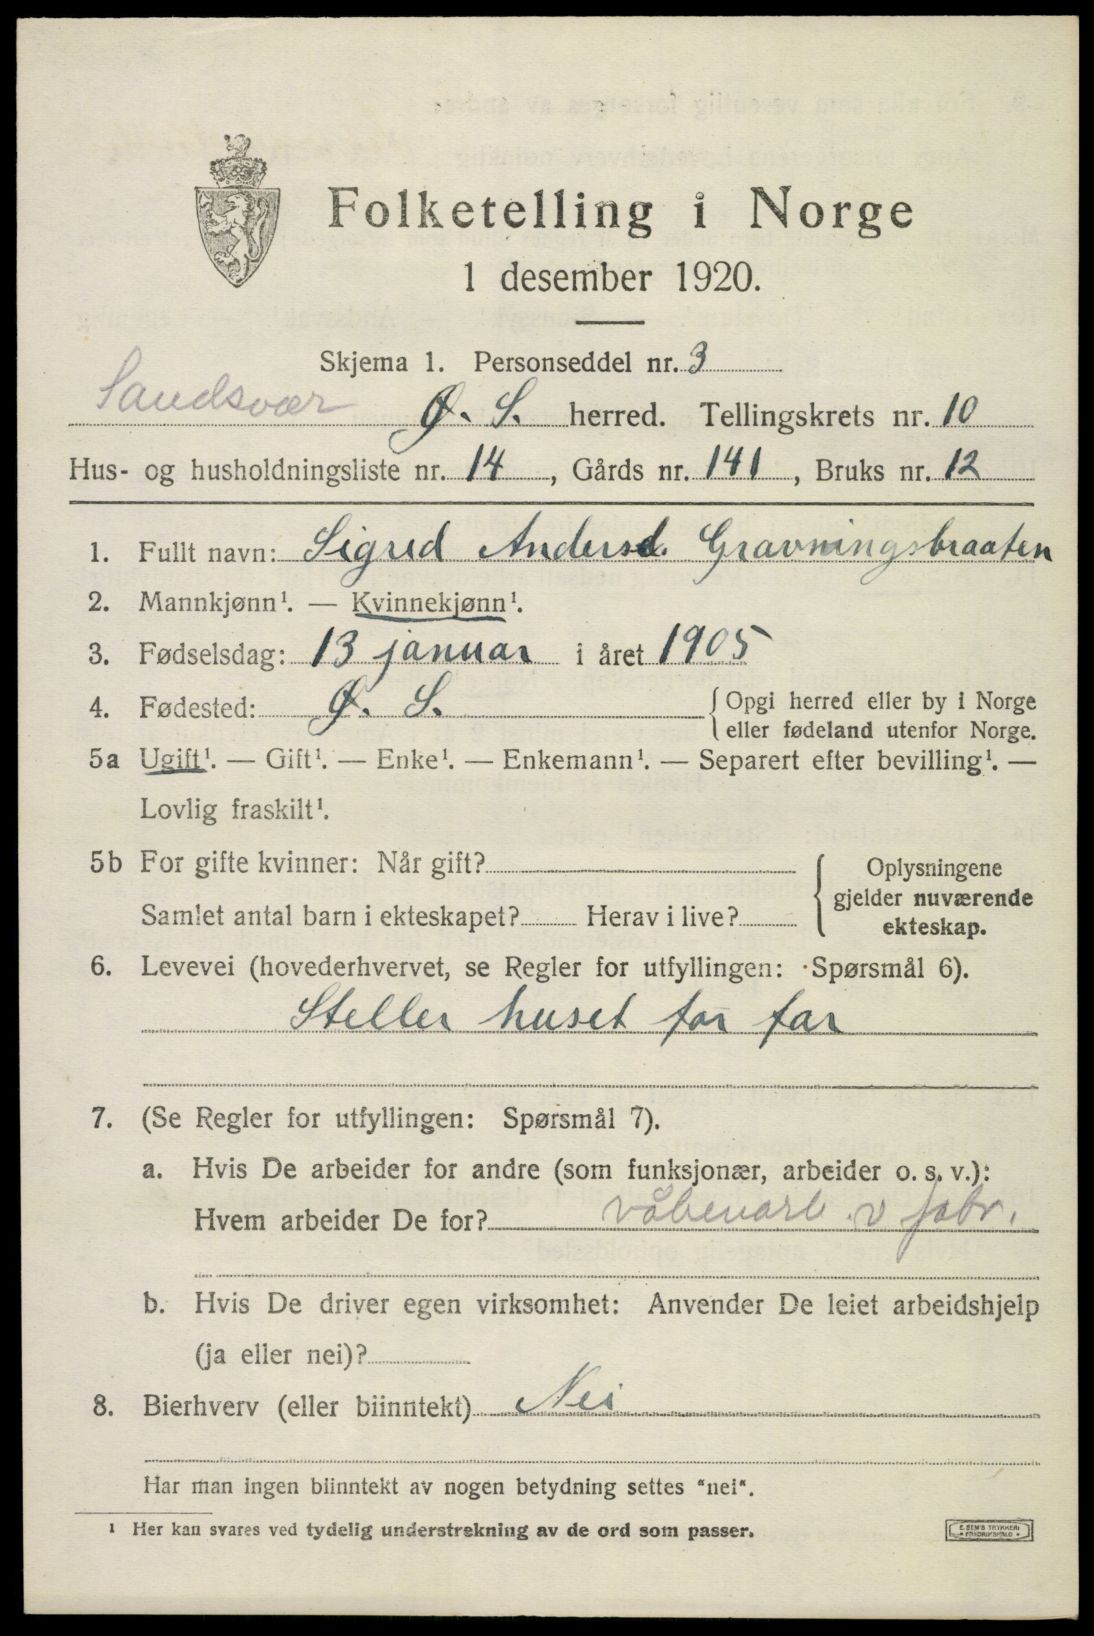 Folketelling i Norge
1 desember 1920.
Skjema 1. Personseddel nr. 3
Sandsvær Ø. S. herred. Tellingskrets nr. 10
Hus- og husholdningsliste nr. 14, Gårds nr. 141, Bruks nr. 12
1. Fullt navn: Sigrid Andersd. Gravningsbraaten
2. Mannkjønn¹. — Kvinnekjønn¹.
3. Fødselsdag: 13 januar i året 1905
4. Fødested: Ø. S. { Opgi herred eller by i Norge
eller fødeland utenfor Norge.
5a Ugift¹. — Gift¹. — Enke¹. — Enkemann¹. — Separert efter bevilling¹. —
Lovlig fraskilt¹.
5b For gifte kvinner: Når gift?
Samlet antal barn i ekteskapet? Herav i live?
{ Oplysningene
gjelder nuværende
ekteskap.
6. Levevei (hovederhvervet, se Regler for utfyllingen: Spørsmål 6).
Steller huset for far
7. (Se Regler for utfyllingen: Spørsmål 7).
a. Hvis De arbeider for andre (som funksjonær, arbeider o. s. v.):
Hvem arbeider De for? våbenarb. v fabr.
b. Hvis De driver egen virksomhet: Anvender De leiet arbeidshjelp
(ja eller nei)?
8. Bierhverv (eller biinntekt) Nei
Har man ingen biinntekt av nogen betydning settes "nei".
¹ Her kan svares ved tydelig understrekning av de ord som passer.
E. SEM'S TRYKKERI
FREDRIKSHALD